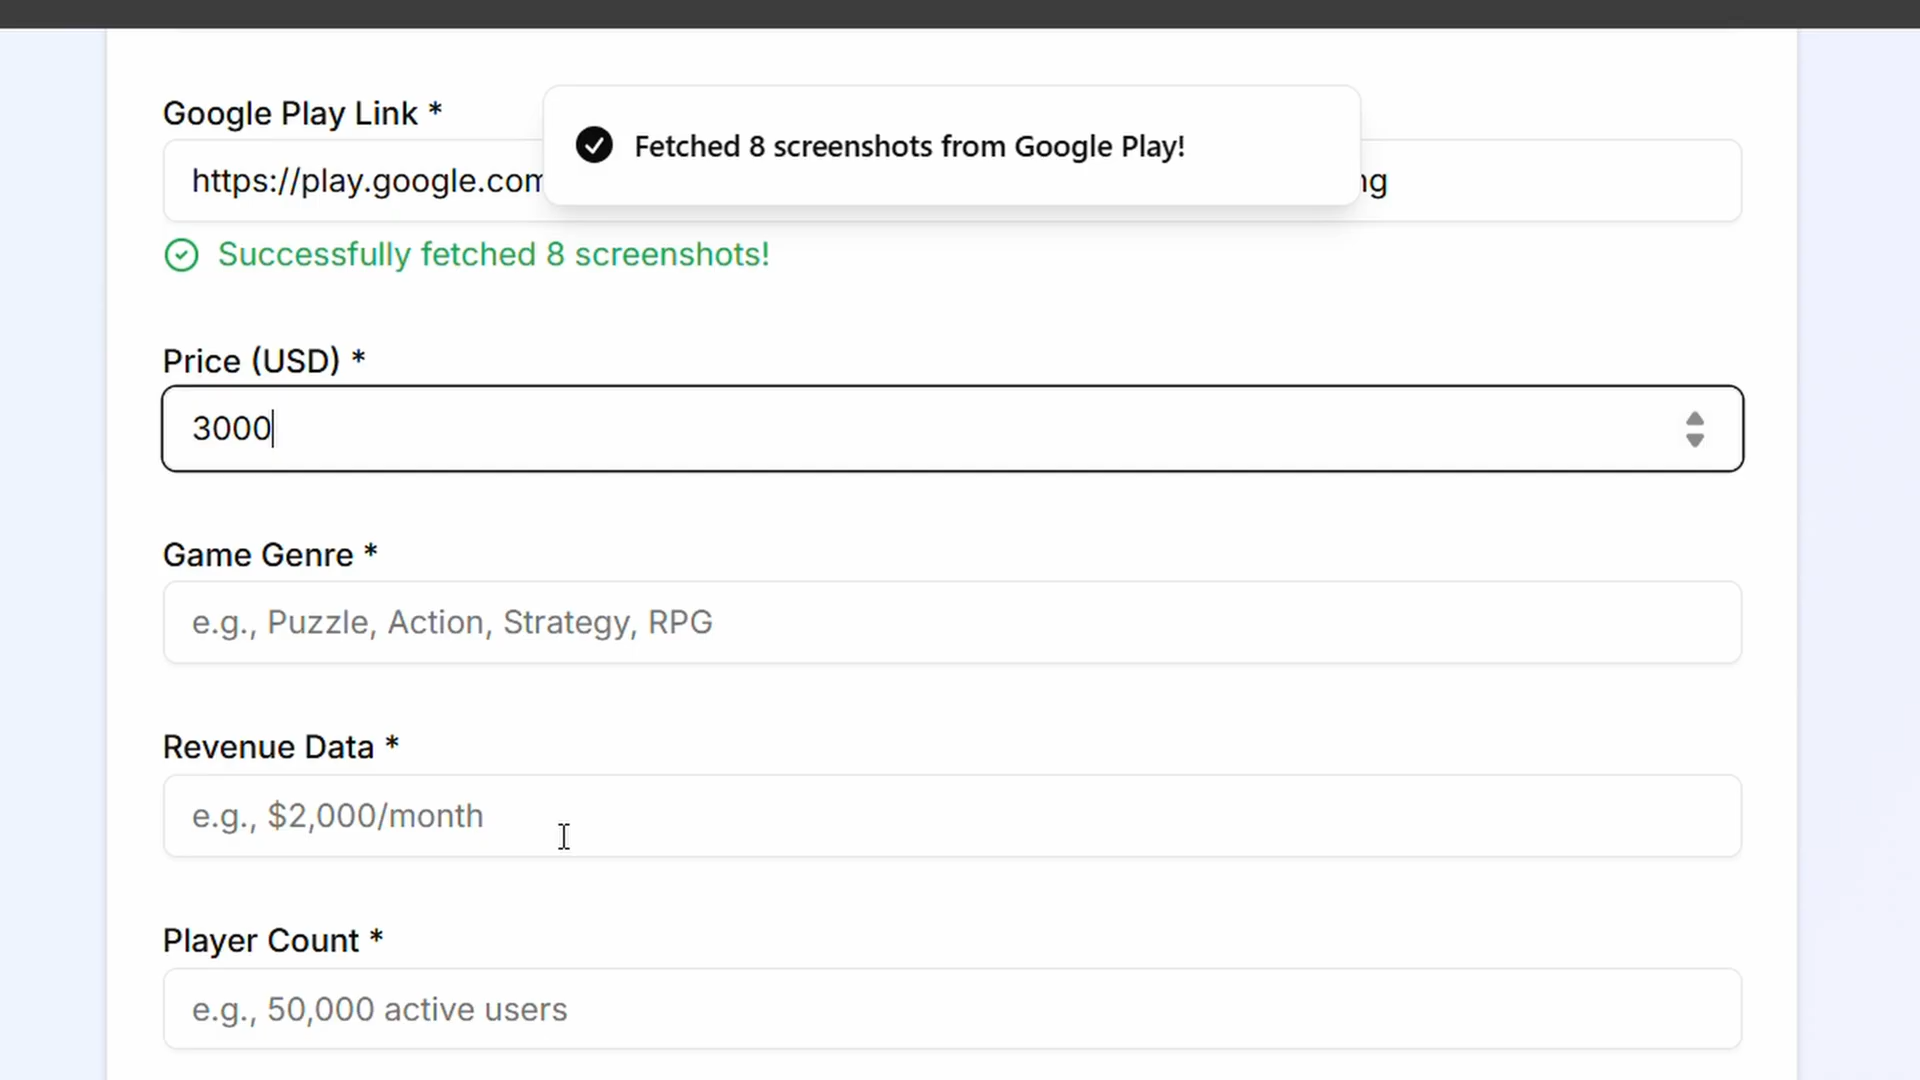 Google Play Link *
Fetched 8 screenshots from Google Play!
https://play.google.com
Successfully fetched 8 screenshots!
Price (USD) *
3000
Game Genre *
e.g., Puzzle, Action, Strategy, RPG
Revenue Data *
e.g., $2,000/month
Player Count *
e.g., 50,000 active users